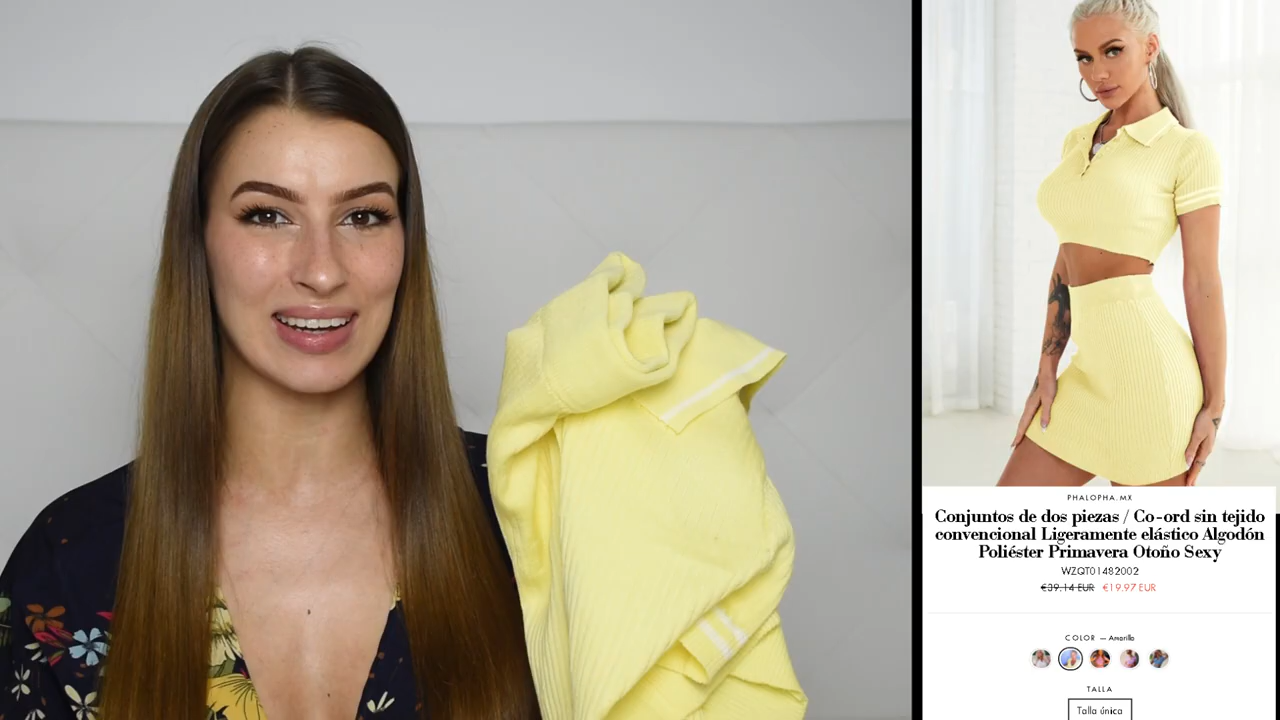 PHALOPHA.MX
Conjuntos de dos piezas / Co-ord sin tejido
convencional Ligeramente elástico Algodón
Poliéster Primavera Otoño Sexy
WZQT01482002
€39.14 EUR €19.97 EUR
COLOR — Amarillo
TALLA
Talla única